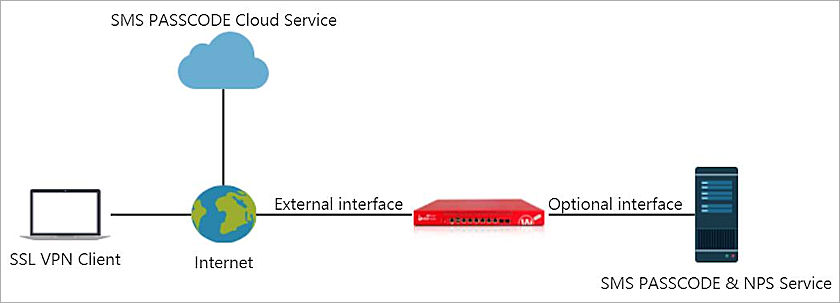 SMS PASSCODE Cloud Service
External interface
Optional interface
SSL VPN Client
Internet
SMS PASSCODE & NPS Service